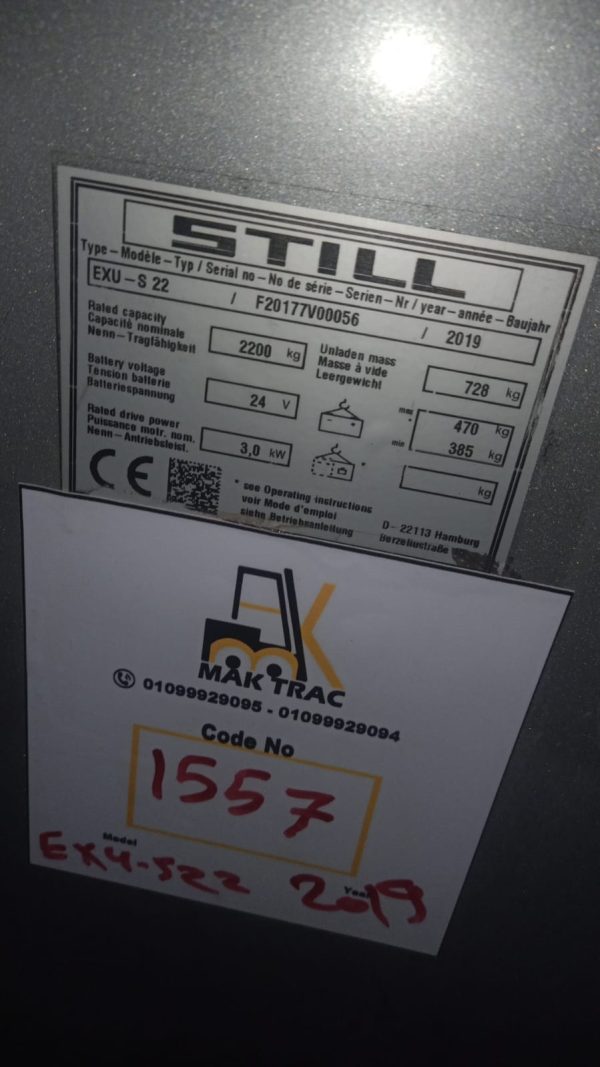 STILL
Type – Modèle – Typ / Serial no – No de série – Serien – Nr / year – année – Baujahr
EXU – S 22 / F20177V00056 / 2019
Rated capacity
Capacité nominale
Nenn – Tragfähigkeit
2200 kg
Unladen mass
Masse à vide
Leergewicht
728 kg
Battery voltage
Tension batterie
Batteriespannung
24 V
max 470 kg
min 385 kg
Rated drive power
Puissance motr. nom.
Nenn – Antriebsleist.
3,0 kW
kg
CE
* see Operating instructions
voir Mode d'emploi
siehe Betriebsanleitung
D – 22113 Hamburg
Berzeliusstraße
MAK TRAC
01099929095 - 01099929094
Code No
1557
Model
EXU-S22
Year
2019